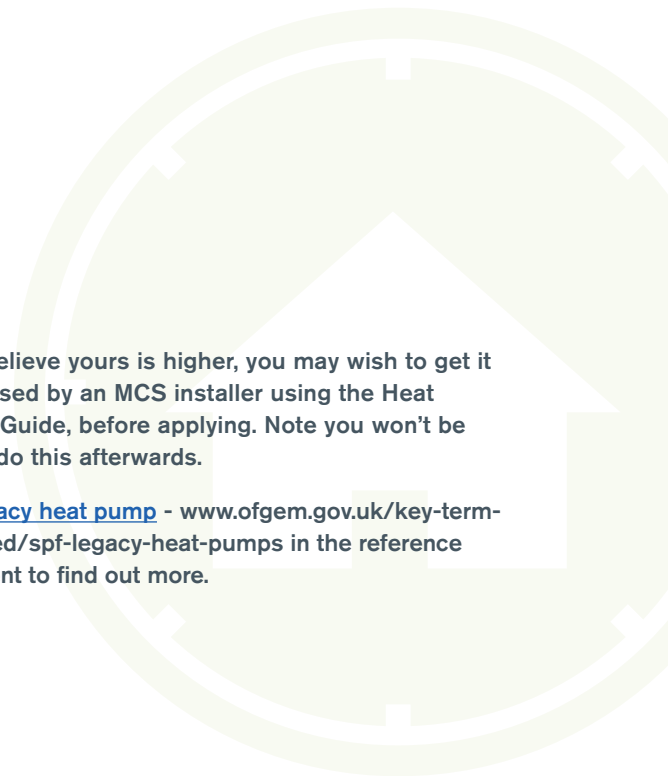 elieve yours is higher, you may wish to get it
sed by an MCS installer using the Heat
Guide, before applying. Note you won't be
do this afterwards.
acy heat pump - www.ofgem.gov.uk/key-term-
ed/spf-legacy-heat-pumps in the reference
nt to find out more.